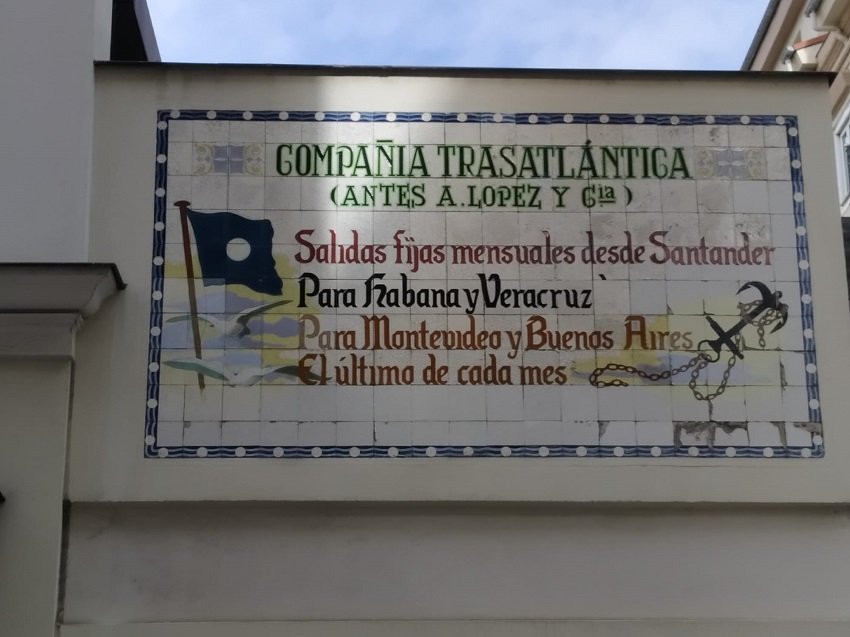 COMPAÑIA TRASATLÁNTICA
(ANTES A. LOPEZ Y Cia)
Salidas fijas mensuales desde Santander
Para Habana y Veracruz
Para Montevideo y Buenos Aires
El último de cada mes